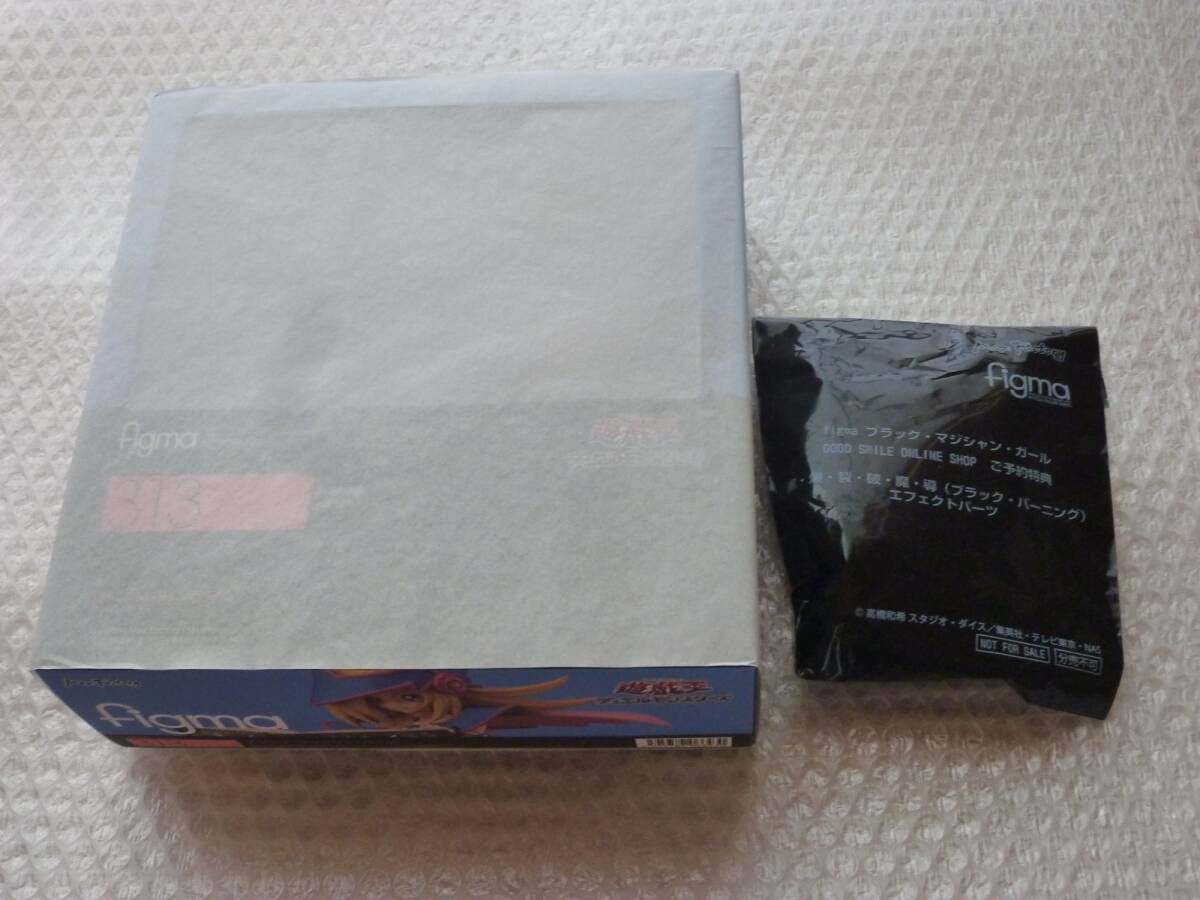 figma
313
figma
遊戯王
デュエルモンスターズ
figma
figma ブラック・マジシャン・ガール
GOOD SMILE ONLINE SHOP ご予約特典
裂・破・魔・導(ブラック・バーニング)
エフェクトパーツ
©高橋和希 スタジオ・ダイス/集英社・テレビ東京・NAS
NOT FOR SALE
分売不可